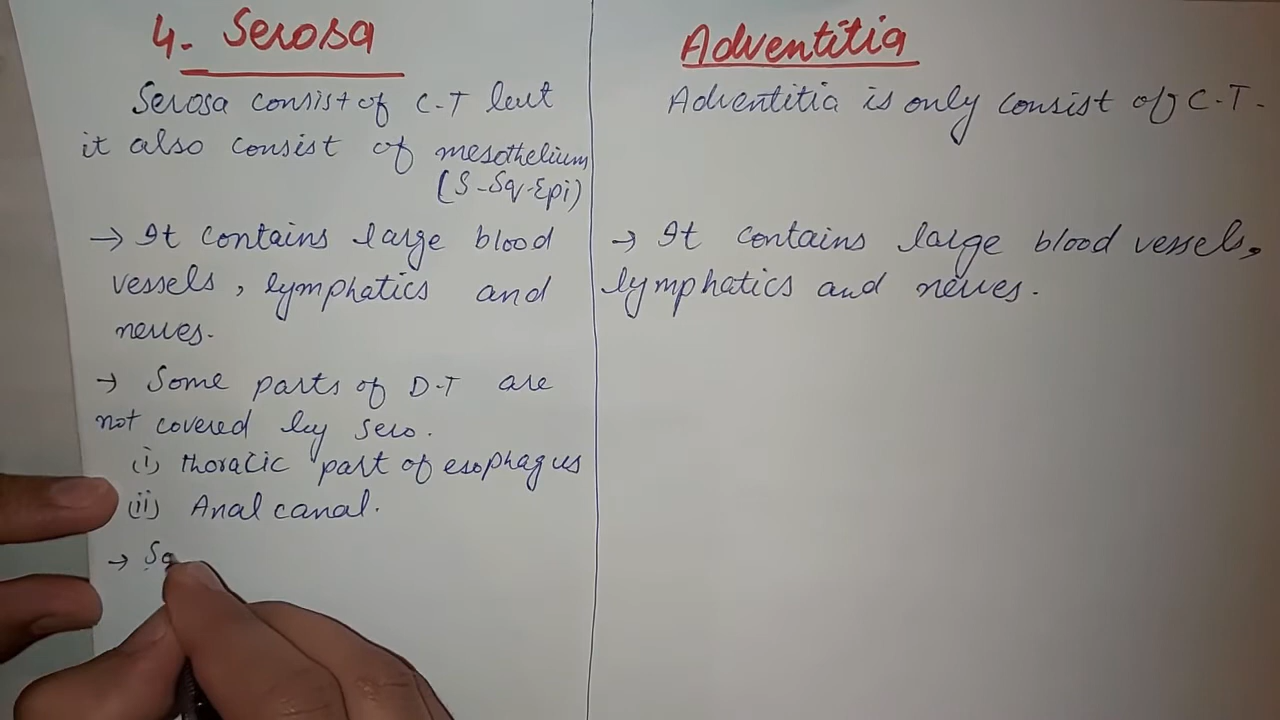 4. Serosa
Serosa consist of C.T but
it also consist of mesothelium
(S-Sq-Epi)
→ It contains large blood
vessels, lymphatics and
nerves.
→ Some parts of D.T are
not covered by sero.
(i) thoracic part of esophagus
(ii) Anal canal.
→ Se
Adventitia
Adventitia is only consist of C.T.
→ It contains large blood vessels,
lymphatics and nerves.